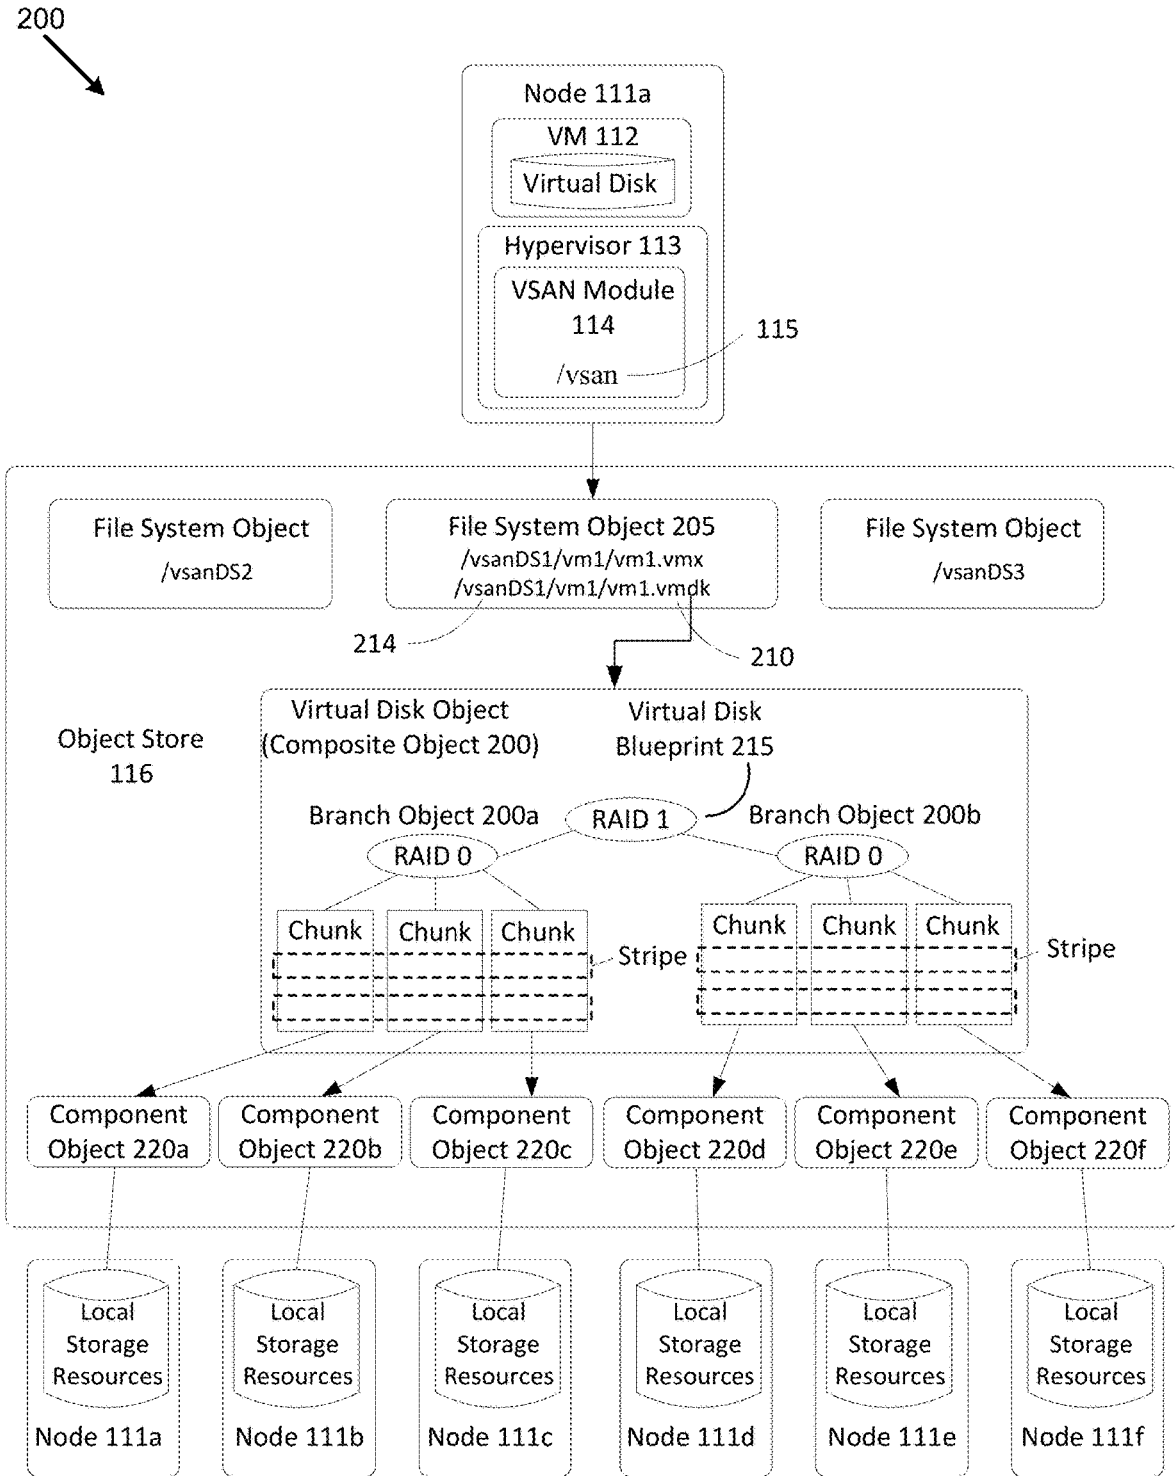 200
Node 111a
VM 112
Virtual Disk
Hypervisor 113
VSAN Module
114
115
/vsan
File System Object
/vsanDS2
File System Object 205
/vsanDS1/vm1/vm1.vmx
/vsanDS1/vm1/vm1.vmdk
File System Object
/vsanDS3
214
210
Object Store
116
Virtual Disk Object
(Composite Object 200)
Virtual Disk
Blueprint 215
Branch Object 200a
RAID 1
Branch Object 200b
RAID 0
RAID 0
Chunk
Chunk
Chunk
Stripe
Chunk
Chunk
Chunk
Stripe
Component
Object 220a
Component
Object 220b
Component
Object 220c
Component
Object 220d
Component
Object 220e
Component
Object 220f
Local
Storage
Resources
Node 111a
Local
Storage
Resources
Node 111b
Local
Storage
Resources
Node 111c
Local
Storage
Resources
Node 111d
Local
Storage
Resources
Node 111e
Local
Storage
Resources
Node 111f